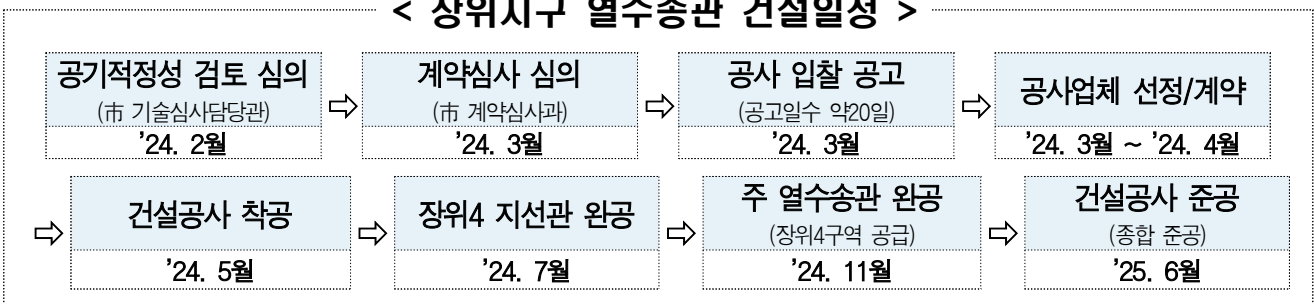 < 장위지구 열수송관 건설일정 >
공기적정성 검토 심의
(市 기술심사담당관)
'24. 2월
⇨
계약심사 심의
(市 계약심사과)
'24. 3월
⇨
공사 입찰 공고
(공고일수 약20일)
'24. 3월
⇨
공사업체 선정/계약
'24. 3월 ~ '24. 4월
⇨
건설공사 착공
'24. 5월
⇨
장위4 지선관 완공
'24. 7월
⇨
주 열수송관 완공
(장위4구역 공급)
'24. 11월
⇨
건설공사 준공
(종합 준공)
'25. 6월